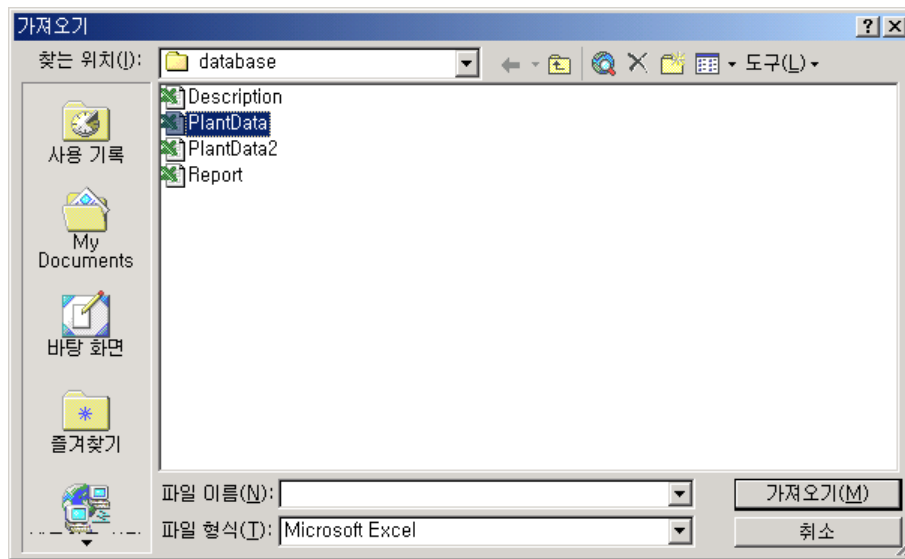 가져오기
찾는 위치(I): database 도구(L)
Description
PlantData
PlantData2
Report
사용 기록
My
Documents
바탕 화면
즐겨찾기
파일 이름(N): 가져오기(M)
파일 형식(T): Microsoft Excel 취소